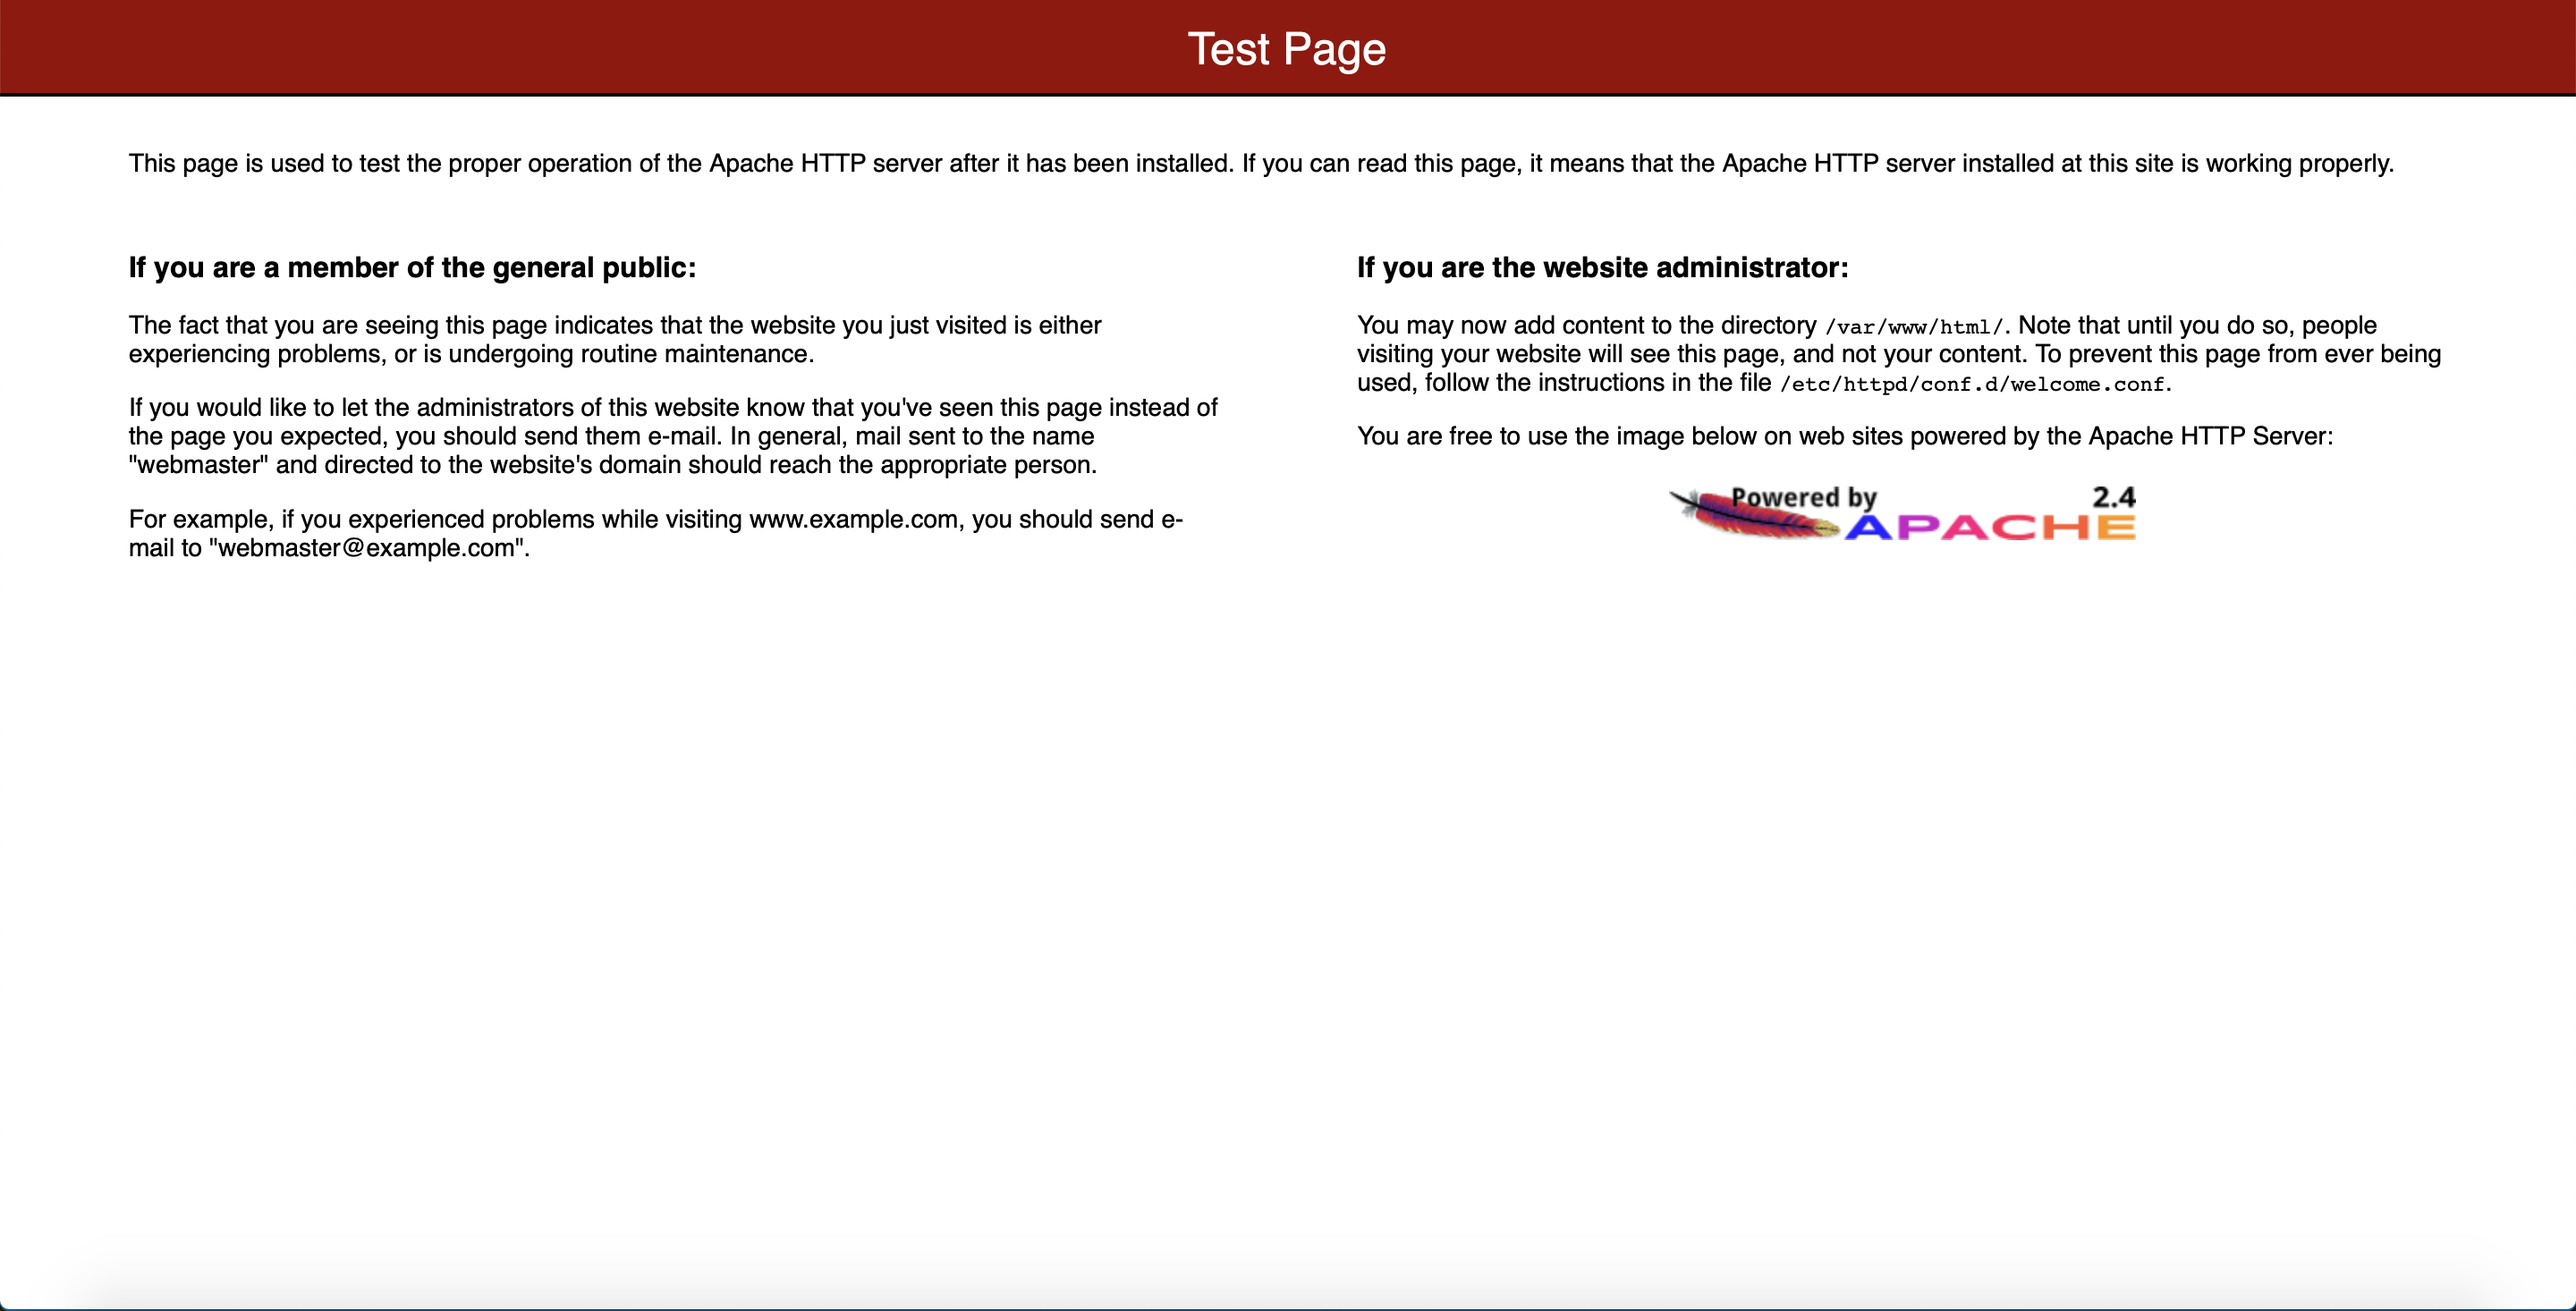 Test Page
This page is used to test the proper operation of the Apache HTTP server after it has been installed. If you can read this page, it means that the Apache HTTP server installed at this site is working properly.
If you are a member of the general public:
The fact that you are seeing this page indicates that the website you just visited is either
experiencing problems, or is undergoing routine maintenance.
If you would like to let the administrators of this website know that you've seen this page instead of
the page you expected, you should send them e-mail. In general, mail sent to the name
"webmaster" and directed to the website's domain should reach the appropriate person.
For example, if you experienced problems while visiting www.example.com, you should send e-
mail to "webmaster@example.com".
If you are the website administrator:
You may now add content to the directory /var/www/html/. Note that until you do so, people
visiting your website will see this page, and not your content. To prevent this page from ever being
used, follow the instructions in the file /etc/httpd/conf.d/welcome.conf.
You are free to use the image below on web sites powered by the Apache HTTP Server:
Powered by 2.4
APACHE